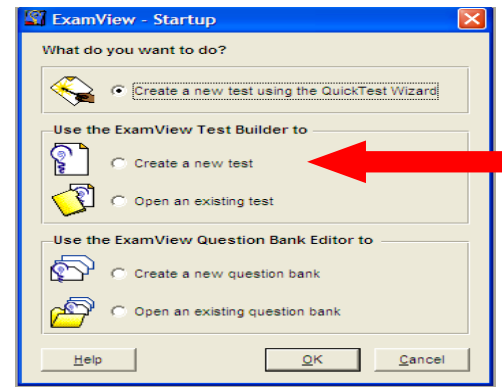 ExamView - Startup
What do you want to do?
Create a new test using the QuickTest Wizard
Use the ExamView Test Builder to
Create a new test
Open an existing test
Use the ExamView Question Bank Editor to
Create a new question bank
Open an existing question bank
Help OK Cancel